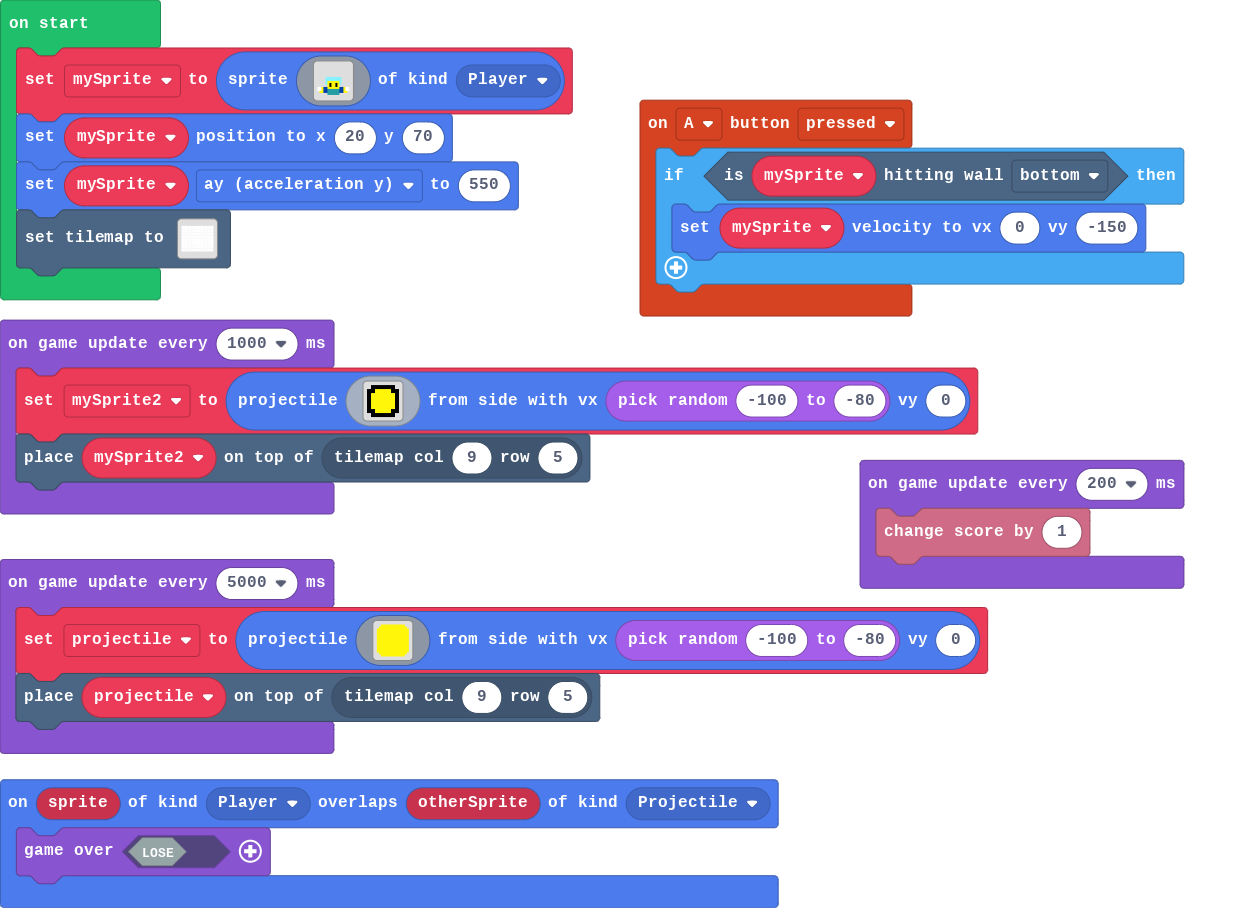 on start
set mySprite to sprite of kind Player
set mySprite position to x 20 y 70
set mySprite ay (acceleration y) to 550
set tilemap to
on A button pressed
if is mySprite hitting wall bottom then
set mySprite velocity to vx 0 vy -150
on game update every 1000 ms
set mySprite2 to projectile from side with vx pick random -100 to -80 vy 0
place mySprite2 on top of tilemap col 9 row 5
on game update every 200 ms
change score by 1
on game update every 5000 ms
set projectile to projectile from side with vx pick random -100 to -80 vy 0
place projectile on top of tilemap col 9 row 5
on sprite of kind Player overlaps otherSprite of kind Projectile
game over LOSE